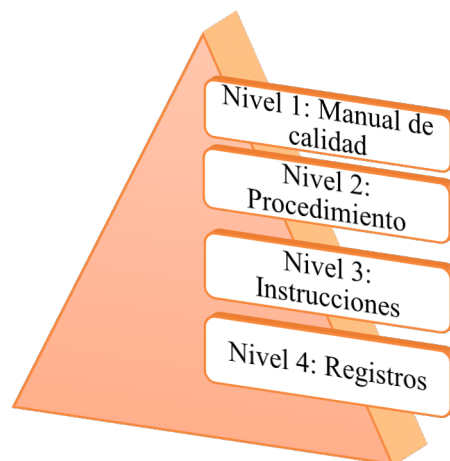 Nivel 1: Manual de
calidad
Nivel 2:
Procedimiento
Nivel 3:
Instrucciones
Nivel 4: Registros